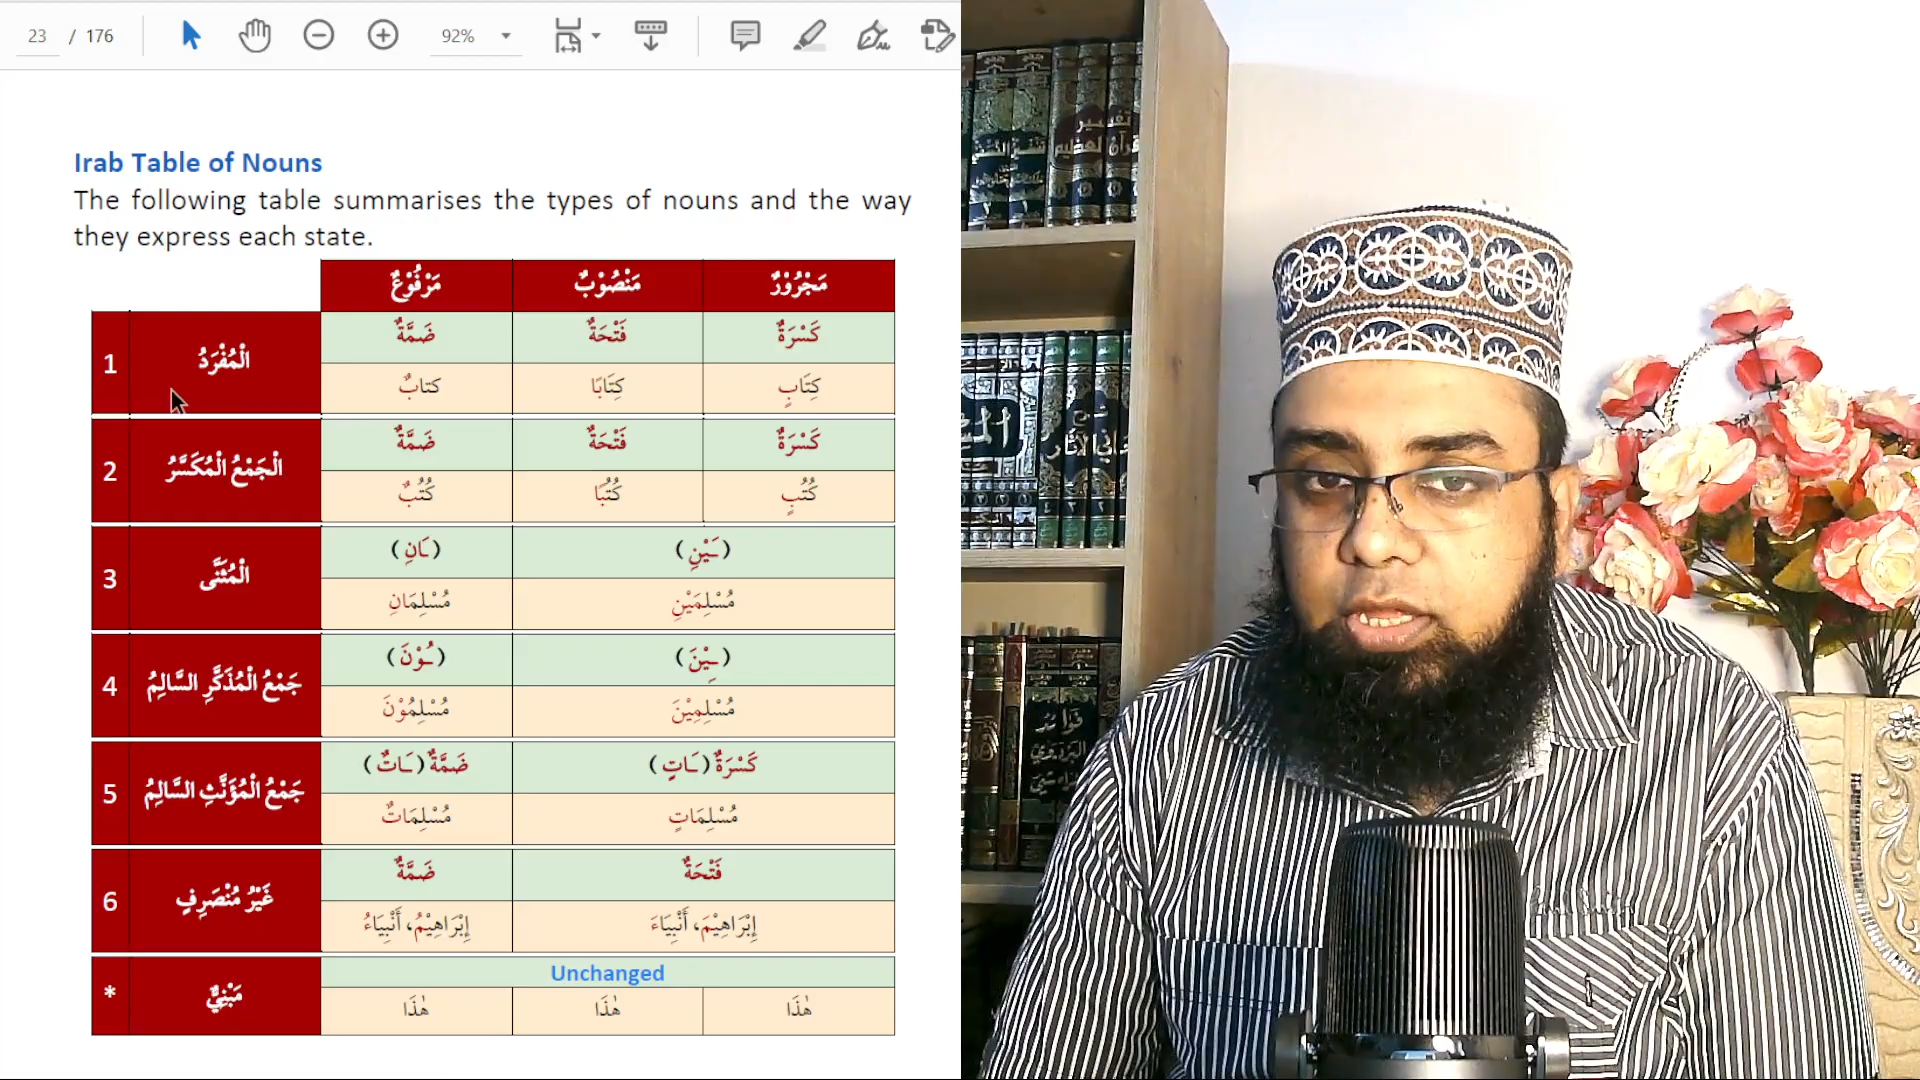 23 / 176 92%
Irab Table of Nouns
The following table summarises the types of nouns and the way
they express each state.
مَرْفُوْعٌ مَنْصُوْبٌ مَجْرُوْرٌ
1 الْمُفْرَدُ ضَمَّةٌ فَتْحَةٌ كَسْرَةٌ
كتابٌ كِتَابًا كِتَابٍ
2 الْجَمْعُ الْمُكَسَّرُ ضَمَّةٌ فَتْحَةٌ كَسْرَةٌ
كُتُبٌ كُتُبًا كُتُبٍ
3 الْمُثَنَّى (ـَانِ) (ـَيْنِ)
مُسْلِمَانِ مُسْلِمَيْنِ
4 جَمْعُ الْمُذَكَّرِ السَّالِمُ (ـُوْنَ) (ـِيْنَ)
مُسْلِمُوْنَ مُسْلِمِيْنَ
5 جَمْعُ الْمُؤَنَّثِ السَّالِمُ ضَمَّةٌ (ـَاتٌ) كَسْرَةٌ (ـَاتٍ)
مُسْلِمَاتٌ مُسْلِمَاتٍ
6 غَيْرُ مُنْصَرِفٍ ضَمَّةٌ فَتْحَةٌ
إِبْرَاهِيْمُ، أَنْبِيَاءُ إِبْرَاهِيْمَ، أَنْبِيَاءَ
* مَبْنِيٌّ Unchanged
هٰذَا هٰذَا هٰذَا